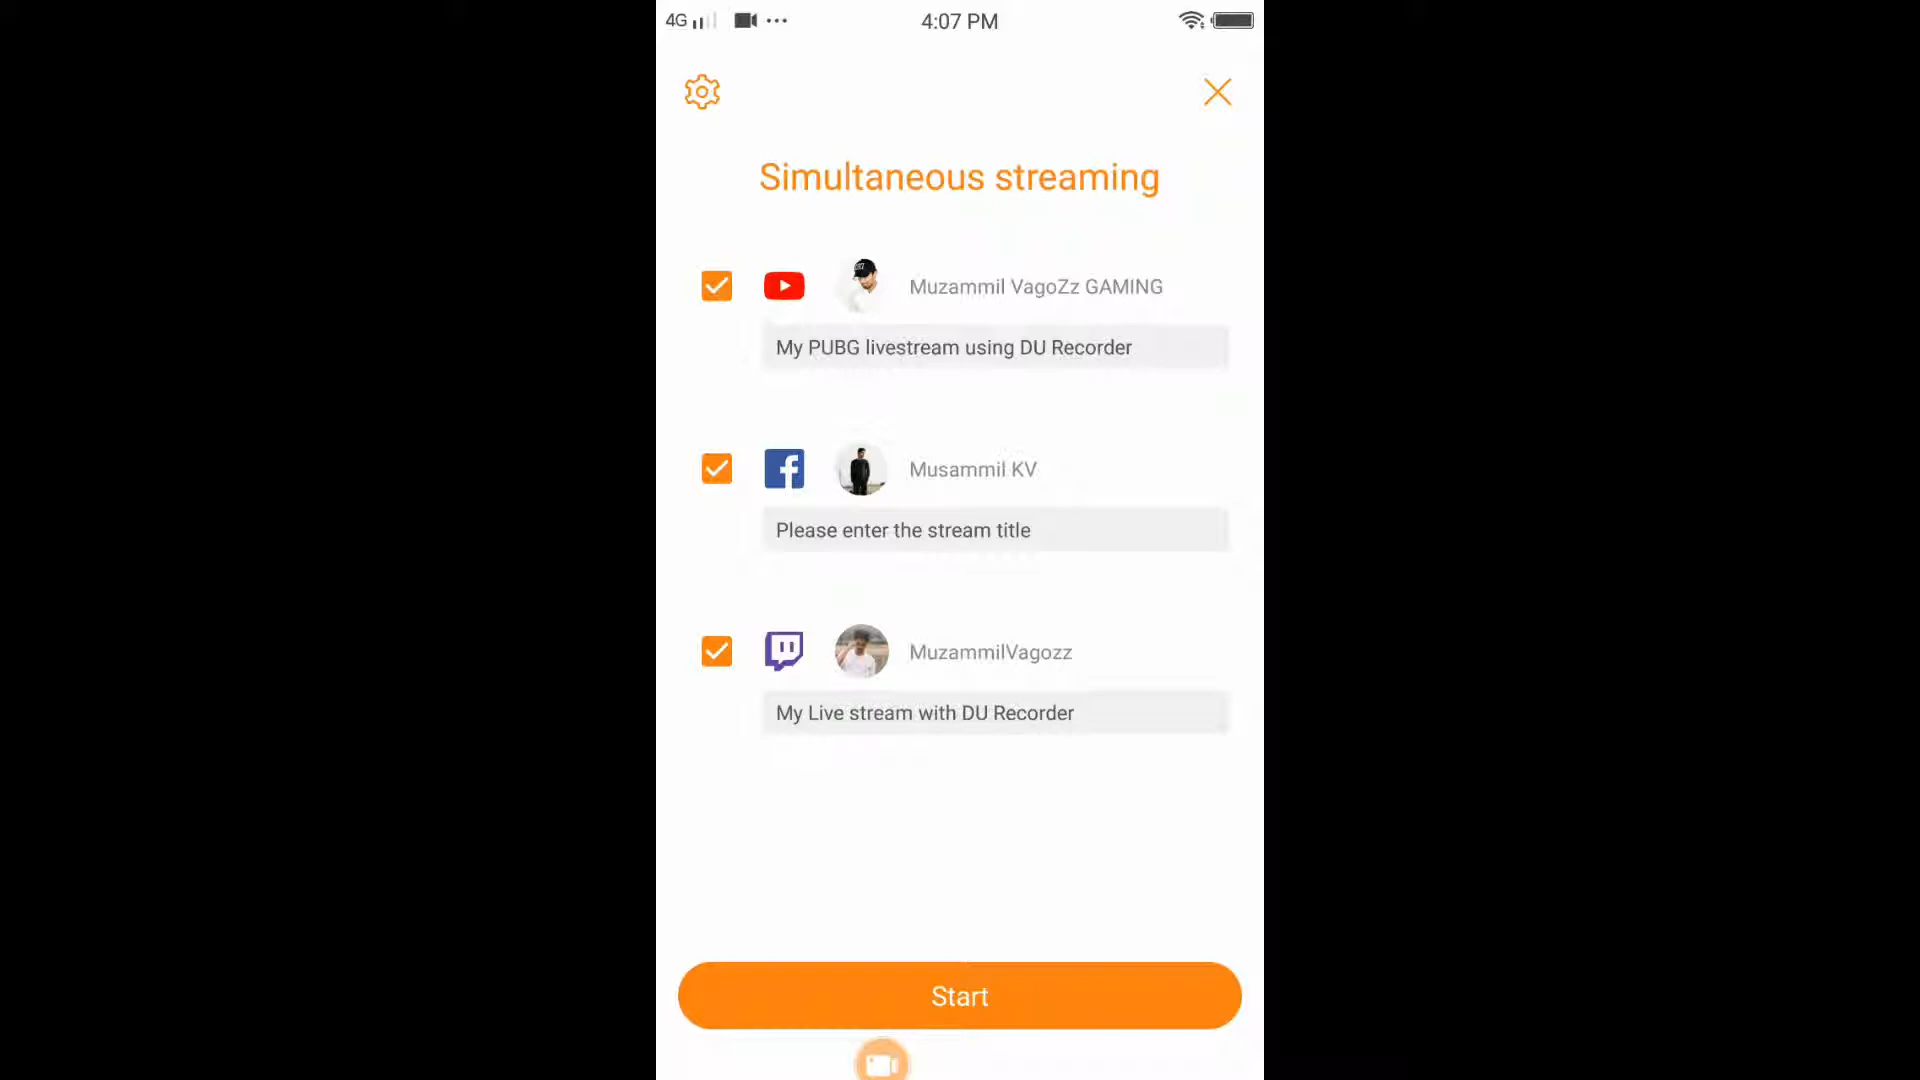 4G 4:07 PM
Simultaneous streaming
Muzammil VagoZz GAMING
My PUBG livestream using DU Recorder
Musammil KV
Please enter the stream title
MuzammilVagozz
My Live stream with DU Recorder
Start